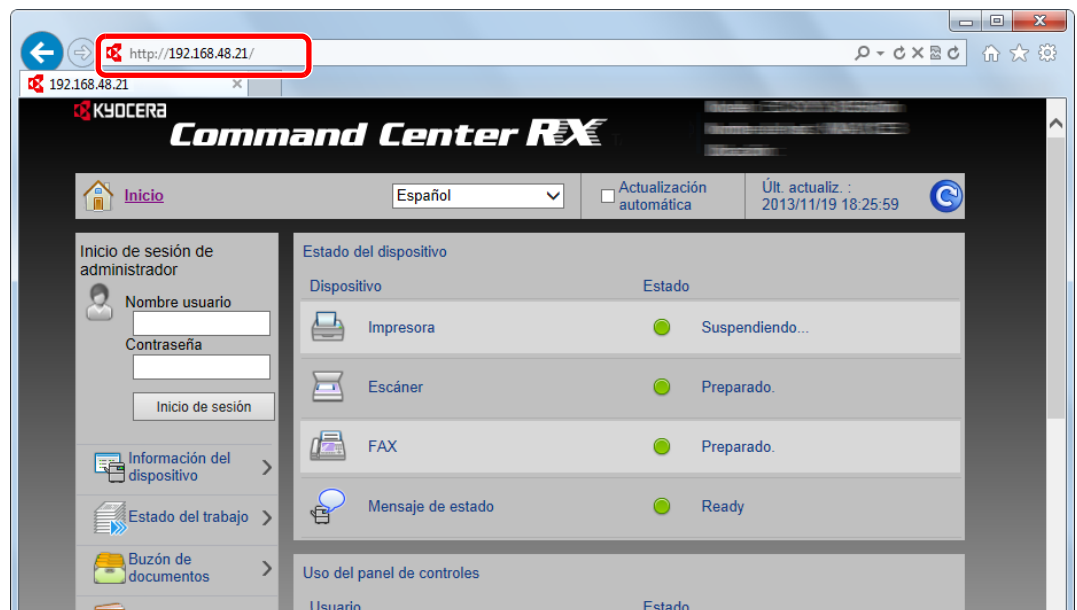 http://192.168.48.21/
192.168.48.21
KYOCERA
Command Center RX
Inicio
Español
Actualización
automática
Últ. actualiz. :
2013/11/19 18:25:59
Inicio de sesión de
administrador
Nombre usuario
Contraseña
Inicio de sesión
Información del
dispositivo
Estado del trabajo
Buzón de
documentos
Estado del dispositivo
Dispositivo Estado
Impresora Suspendiendo...
Escáner Preparado.
FAX Preparado.
Mensaje de estado Ready
Uso del panel de controles
Usuario Estado